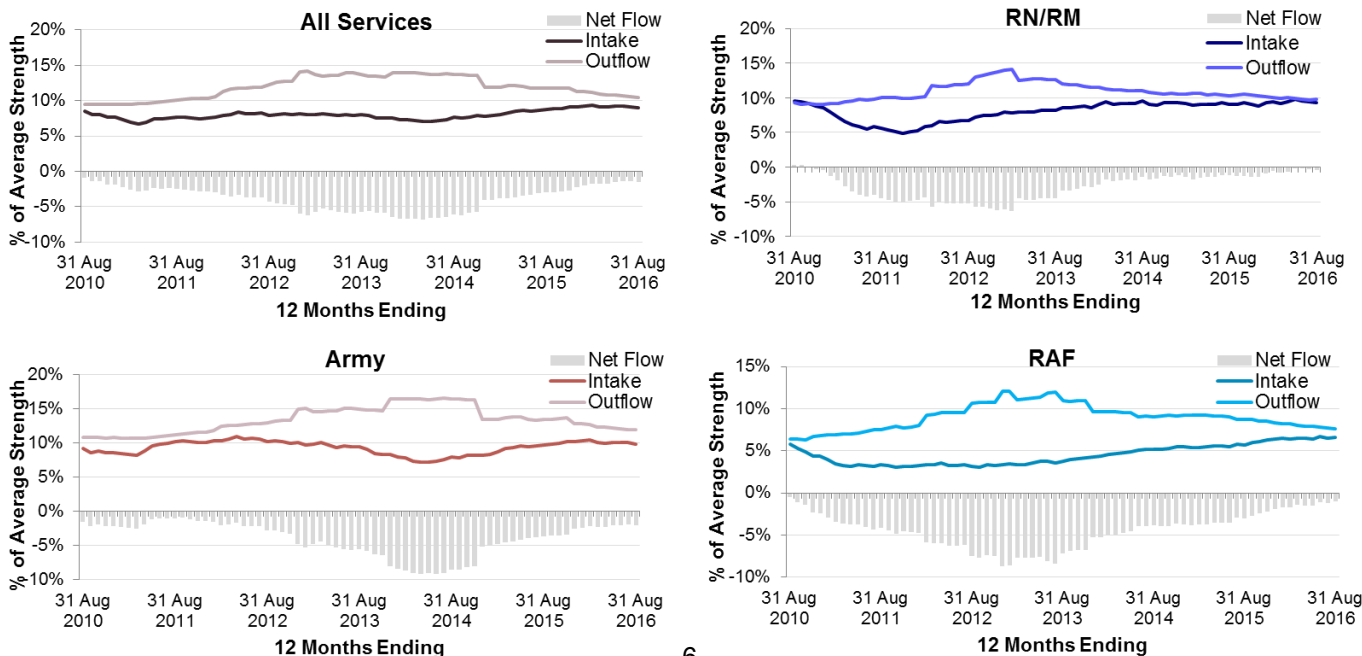 All Services
Net Flow
Intake
Outflow
% of Average Strength
20%
15%
10%
5%
0%
-5%
-10%
31 Aug 31 Aug 31 Aug 31 Aug 31 Aug 31 Aug 31 Aug
2010 2011 2012 2013 2014 2015 2016
12 Months Ending
RN/RM
Net Flow
Intake
Outflow
% of Average Strength
20%
15%
10%
5%
0%
-5%
-10%
31 Aug 31 Aug 31 Aug 31 Aug 31 Aug 31 Aug 31 Aug
2010 2011 2012 2013 2014 2015 2016
12 Months Ending
Army
Net Flow
Intake
Outflow
% of Average Strength
20%
15%
10%
5%
0%
-5%
-10%
31 Aug 31 Aug 31 Aug 31 Aug 31 Aug 31 Aug 31 Aug
2010 2011 2012 2013 2014 2015 2016
12 Months Ending
RAF
Net Flow
Intake
Outflow
% of Average Strength
15%
10%
5%
0%
-5%
-10%
31 Aug 31 Aug 31 Aug 31 Aug 31 Aug 31 Aug 31 Aug
2010 2011 2012 2013 2014 2015 2016
12 Months Ending
6